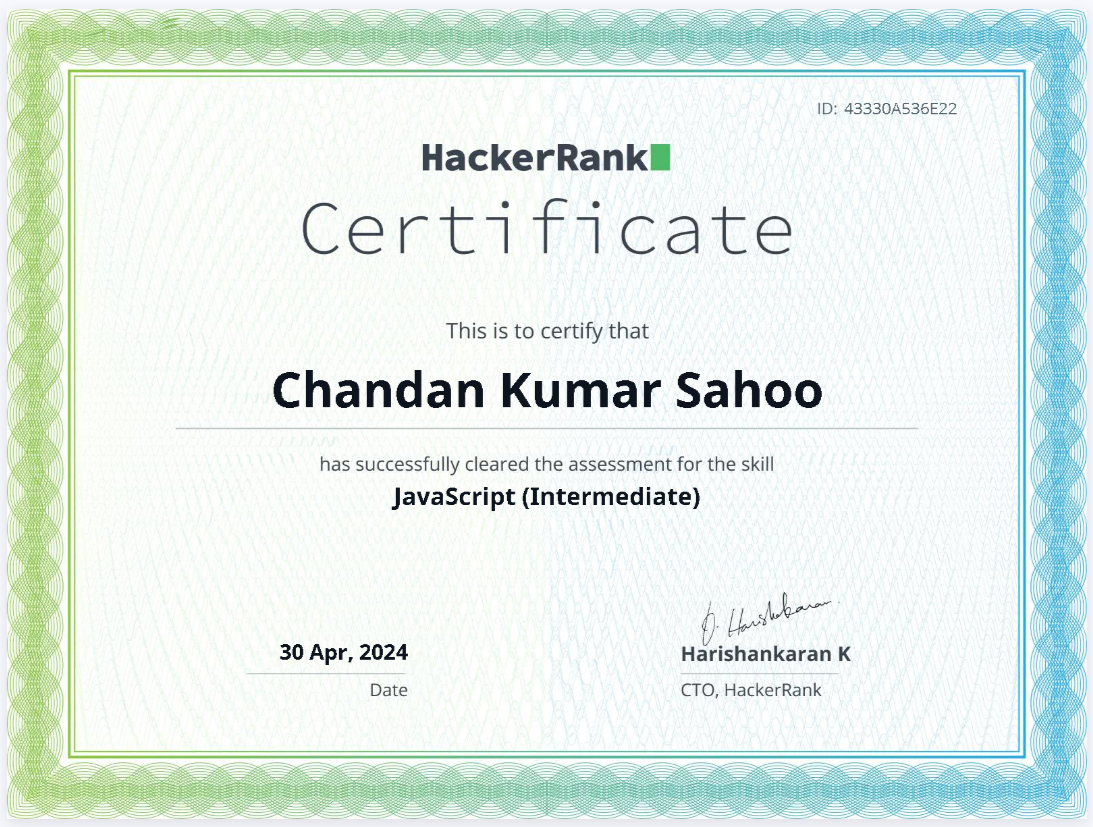 ID: 43330A536E22
HackerRank
Certificate
This is to certify that
Chandan Kumar Sahoo
has successfully cleared the assessment for the skill
JavaScript (Intermediate)
30 Apr, 2024
Date
Harishankaran K
CTO, HackerRank